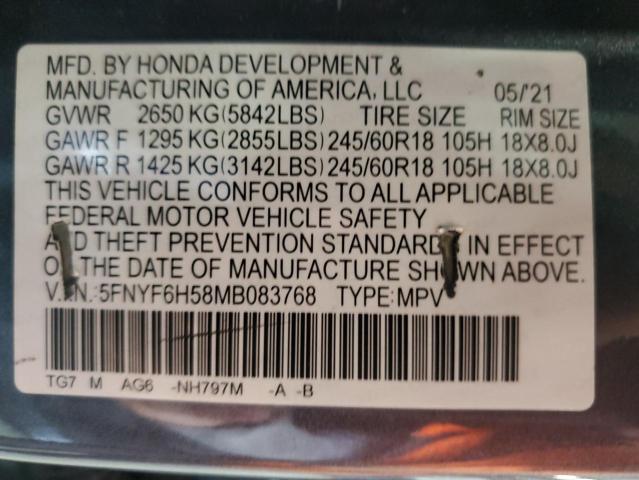 MFD. BY HONDA DEVELOPMENT &
MANUFACTURING OF AMERICA, LLC 05/'21
GVWR 2650 KG(5842LBS) TIRE SIZE RIM SIZE
GAWR F 1295 KG(2855LBS) 245/60R18 105H 18X8.0J
GAWR R 1425 KG(3142LBS) 245/60R18 105H 18X8.0J
THIS VEHICLE CONFORMS TO ALL APPLICABLE
FEDERAL MOTOR VEHICLE SAFETY
AND THEFT PREVENTION STANDARDS IN EFFECT
ON THE DATE OF MANUFACTURE SHOWN ABOVE.
V.I.N.:5FNYF6H58MB083768 TYPE:MPV
TG7 M AG6 -NH797M -A -B